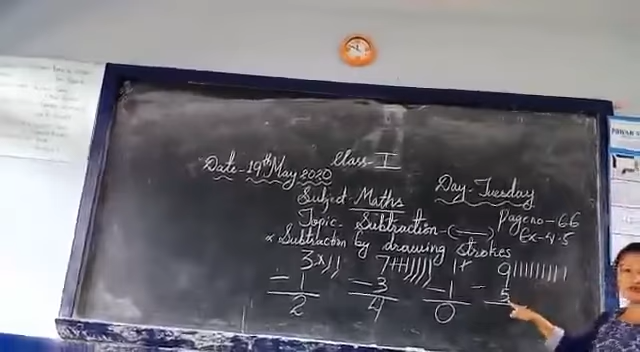 Date- 19th May 2020
Class- I
Day- Tuesday
Subject- Maths
Page no- 66
Topic- Subtraction-(—)
Ex-4.5
Subtraction by drawing strokes
3 7 1 9
-1 -3 -1 -5
2 4 0